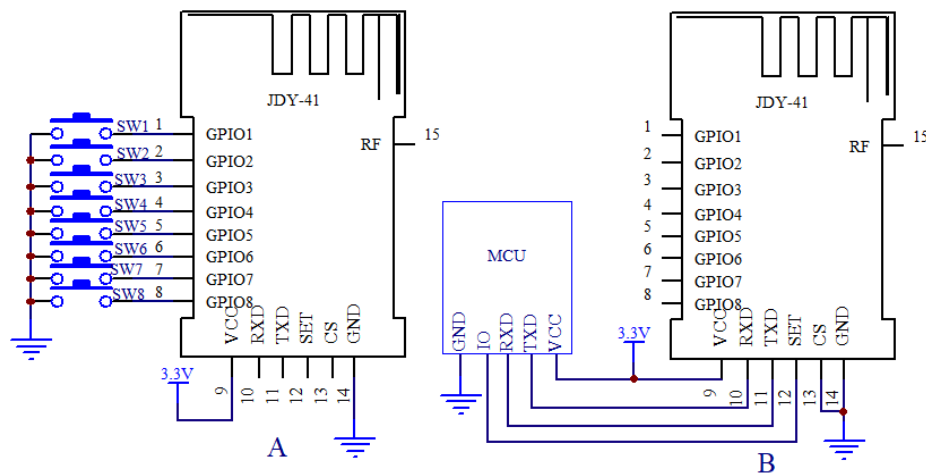 JDY-41
SW1 1 GPIO1
SW2 2 GPIO2
SW3 3 GPIO3
SW4 4 GPIO4
SW5 5 GPIO5
SW6 6 GPIO6
SW7 7 GPIO7
SW8 8 GPIO8
RF 15
VCC RXD TXD SET CS GND
9 10 11 12 13 14
3.3V
A
MCU
GND IO RXD TXD VCC
3.3V
JDY-41
1 GPIO1
2 GPIO2
3 GPIO3
4 GPIO4
5 GPIO5
6 GPIO6
7 GPIO7
8 GPIO8
RF 15
VCC RXD TXD SET CS GND
9 10 11 12 13 14
B